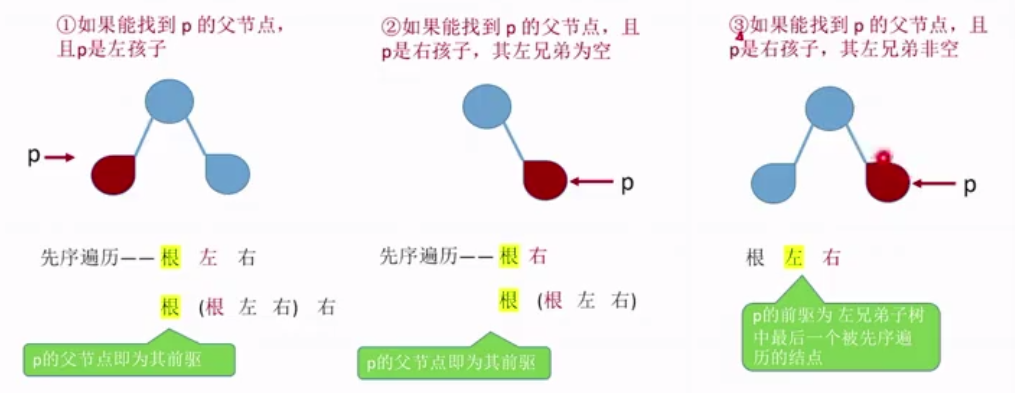 ①如果能找到 p 的父节点，
且p是左孩子
p
先序遍历——根 左 右
根 (根 左 右) 右
p的父节点即为其前驱
②如果能找到 p 的父节点，且
p是右孩子，其左兄弟为空
p
先序遍历——根 右
根 (根 左 右)
p的父节点即为其前驱
③如果能找到 p 的父节点，且
p是右孩子，其左兄弟非空
p
根 左 右
p的前驱为 左兄弟子树
中最后一个被先序遍
历的结点